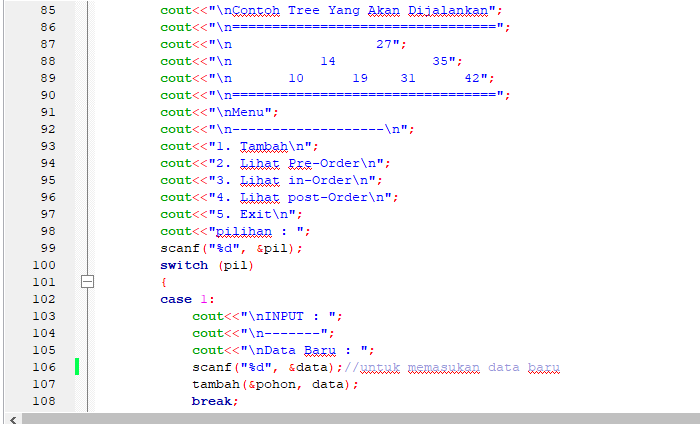 85 cout<<"\nContoh Tree Yang Akan Dijalankan";
86 cout<<"\n=================================";
87 cout<<"\n                  27";
88 cout<<"\n           14            35";
89 cout<<"\n       10      19    31      42";
90 cout<<"\n=================================";
91 cout<<"\nMenu";
92 cout<<"\n-------------------\n";
93 cout<<"1. Tambah\n";
94 cout<<"2. Lihat Pre-Order\n";
95 cout<<"3. Lihat in-Order\n";
96 cout<<"4. Lihat post-Order\n";
97 cout<<"5. Exit\n";
98 cout<<"pilihan : ";
99 scanf("%d", &pil);
100 switch (pil)
101 {
102 case 1:
103 cout<<"\nINPUT : ";
104 cout<<"\n-------";
105 cout<<"\nData Baru : ";
106 scanf("%d", &data);//untuk memasukan data baru
107 tambah(&pohon, data);
108 break;